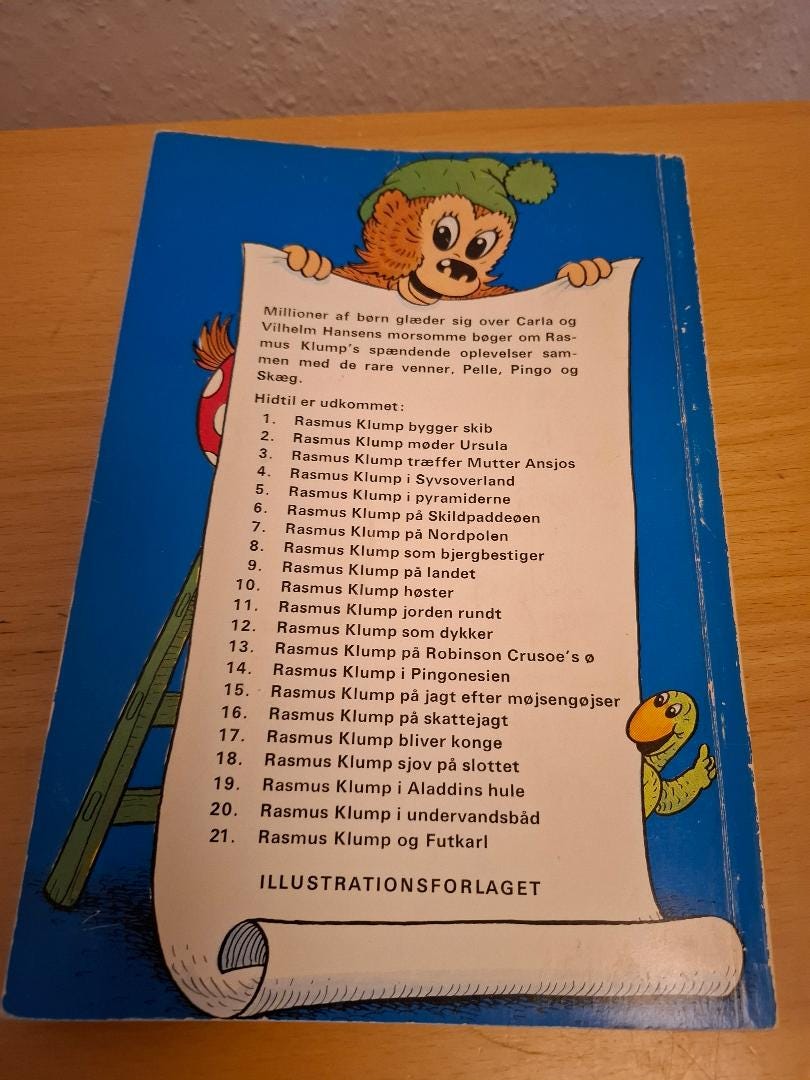 Millioner af børn glæder sig over Carla og
Vilhelm Hansens morsomme bøger om Ras-
mus Klump's spændende oplevelser sam-
men med de rare venner, Pelle, Pingo og
Skæg.
Hidtil er udkommet:
1. Rasmus Klump bygger skib
2. Rasmus Klump møder Ursula
3. Rasmus Klump træffer Mutter Ansjos
4. Rasmus Klump i Syvsoverland
5. Rasmus Klump i pyramiderne
6. Rasmus Klump på Skildpaddeøen
7. Rasmus Klump på Nordpolen
8. Rasmus Klump som bjergbestiger
9. Rasmus Klump på landet
10. Rasmus Klump høster
11. Rasmus Klump jorden rundt
12. Rasmus Klump som dykker
13. Rasmus Klump på Robinson Crusoe's ø
14. Rasmus Klump i Pingonesien
15. Rasmus Klump på jagt efter møjsengøjser
16. Rasmus Klump på skattejagt
17. Rasmus Klump bliver konge
18. Rasmus Klump sjov på slottet
19. Rasmus Klump i Aladdins hule
20. Rasmus Klump i undervandsbåd
21. Rasmus Klump og Futkarl
ILLUSTRATIONSFORLAGET